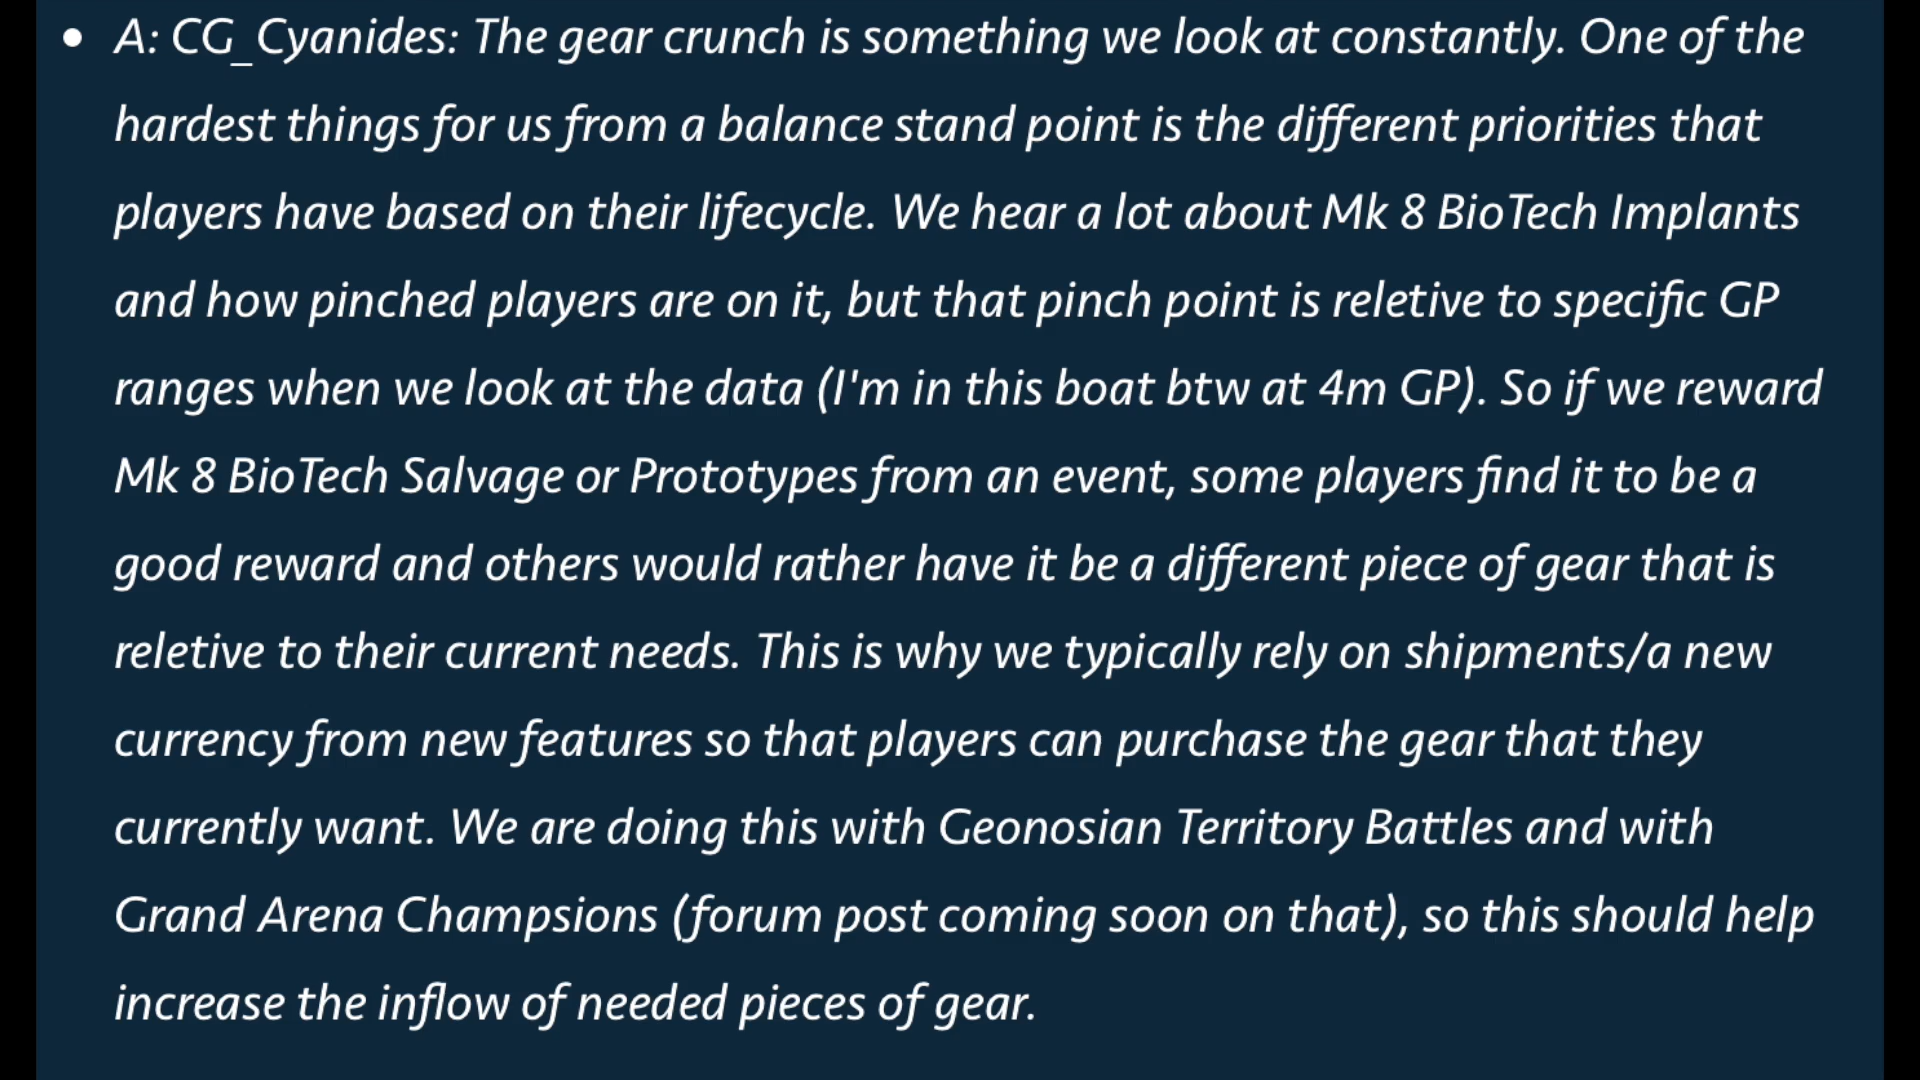 • A: CG_Cyanides: The gear crunch is something we look at constantly. One of the
hardest things for us from a balance stand point is the different priorities that
players have based on their lifecycle. We hear a lot about Mk 8 BioTech Implants
and how pinched players are on it, but that pinch point is reletive to specific GP
ranges when we look at the data (I'm in this boat btw at 4m GP). So if we reward
Mk 8 BioTech Salvage or Prototypes from an event, some players find it to be a
good reward and others would rather have it be a different piece of gear that is
reletive to their current needs. This is why we typically rely on shipments/a new
currency from new features so that players can purchase the gear that they
currently want. We are doing this with Geonosian Territory Battles and with
Grand Arena Champsions (forum post coming soon on that), so this should help
increase the inflow of needed pieces of gear.